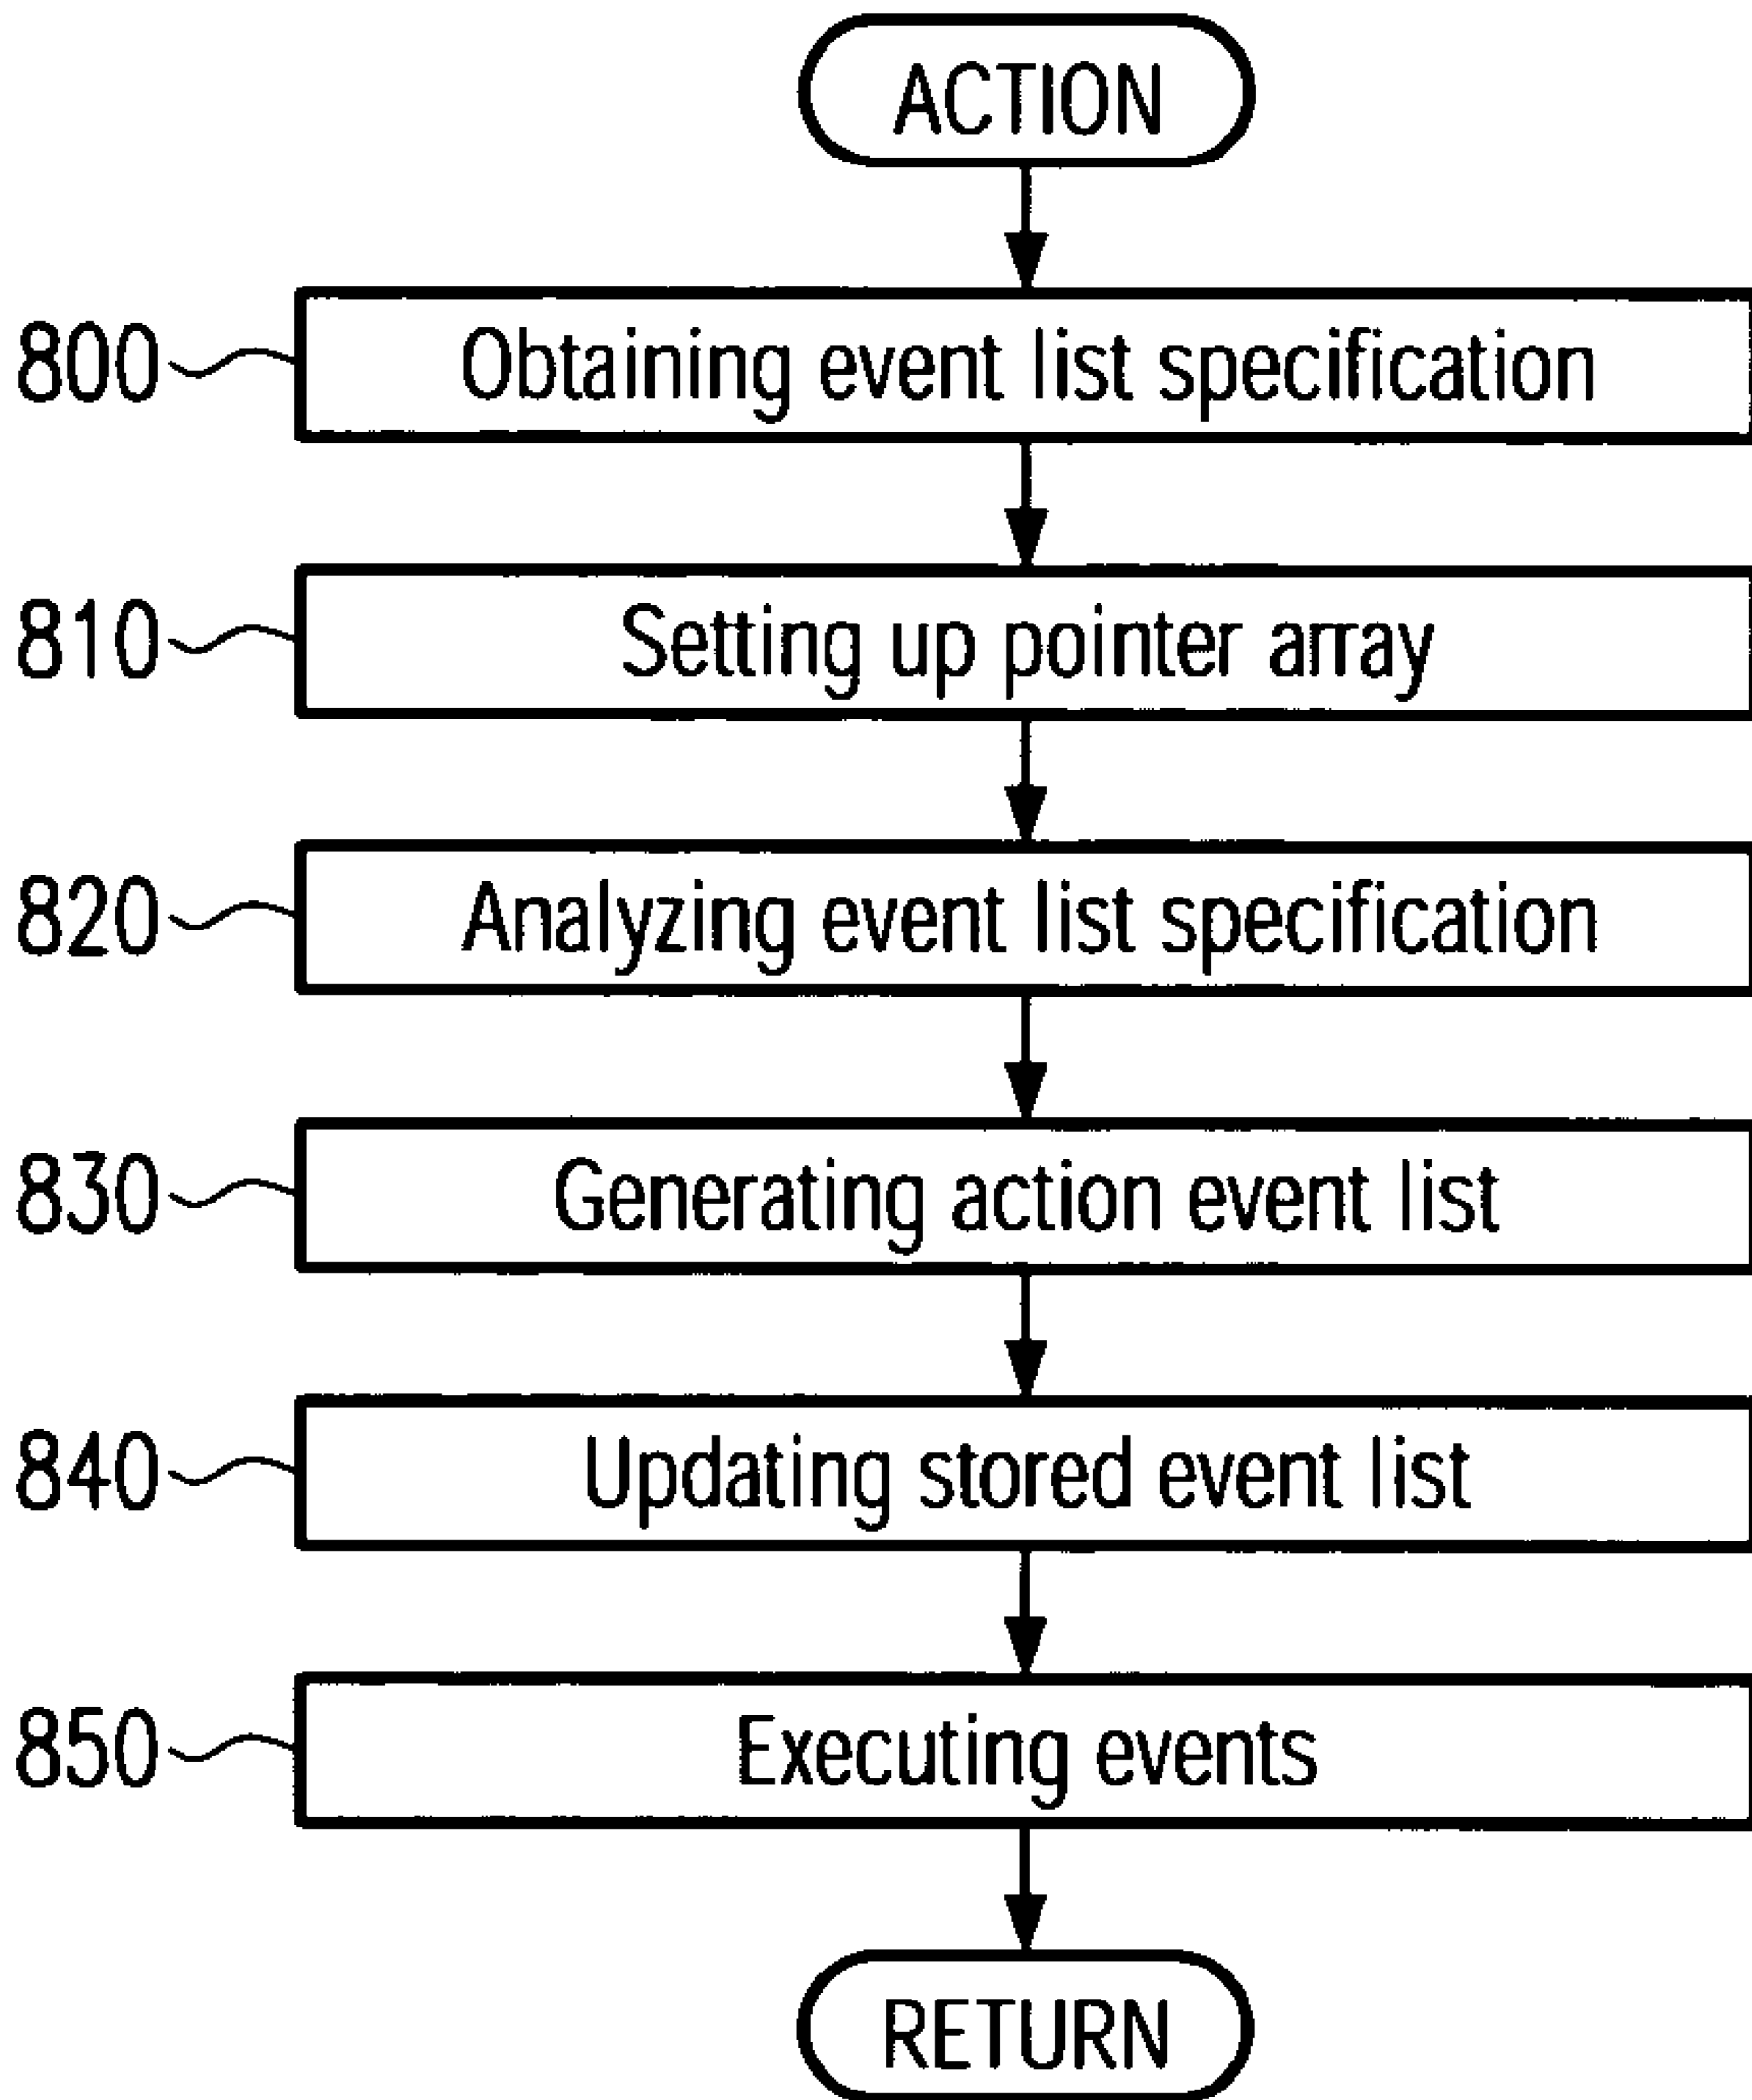 ACTION
800 Obtaining event list specification
810 Setting up pointer array
820 Analyzing event list specification
830 Generating action event list
840 Updating stored event list
850 Executing events
RETURN